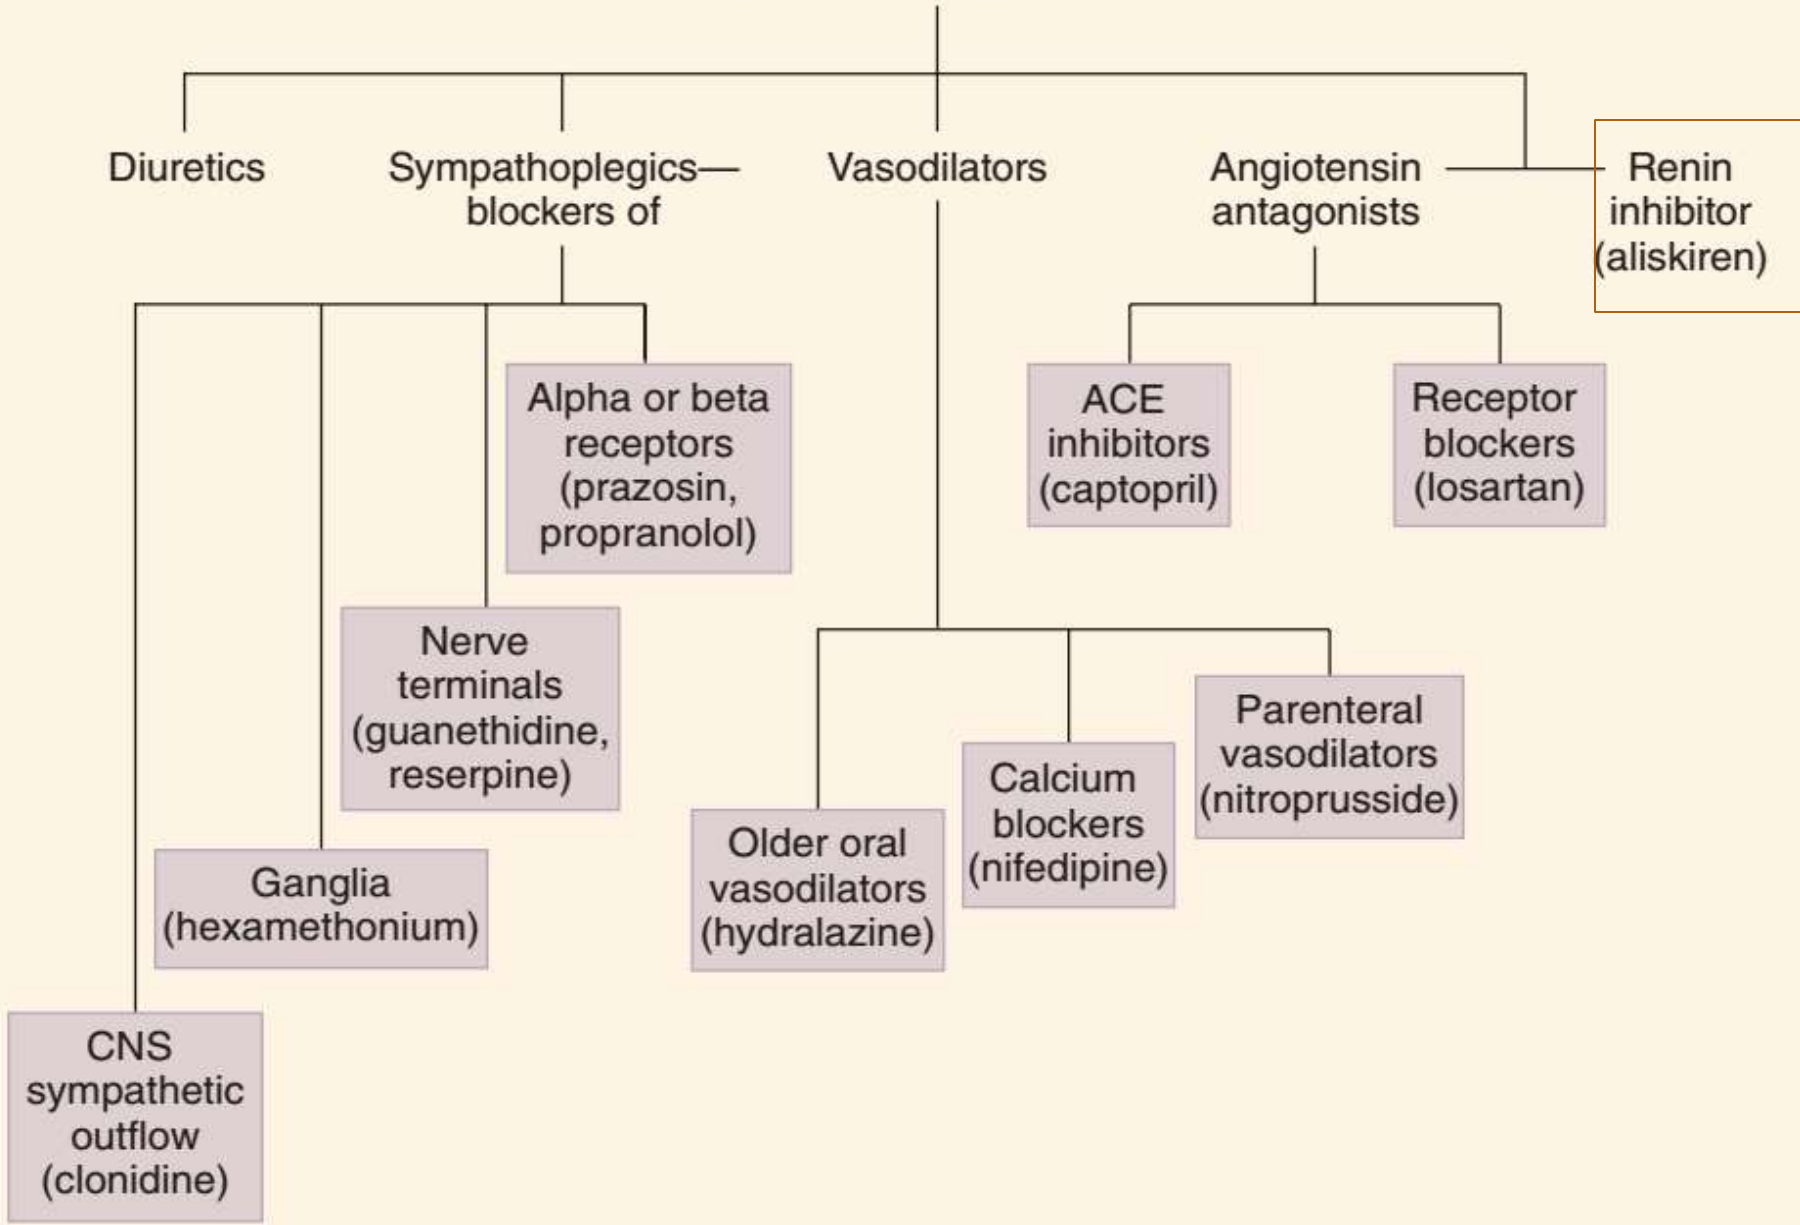 Diuretics
Sympathoplegics—
blockers of
Vasodilators
Angiotensin
antagonists
Renin
inhibitor
(aliskiren)
Alpha or beta
receptors
(prazosin,
propranolol)
ACE
inhibitors
(captopril)
Receptor
blockers
(losartan)
Nerve
terminals
(guanethidine,
reserpine)
Parenteral
vasodilators
(nitroprusside)
Calcium
blockers
(nifedipine)
Older oral
vasodilators
(hydralazine)
Ganglia
(hexamethonium)
CNS
sympathetic
outflow
(clonidine)